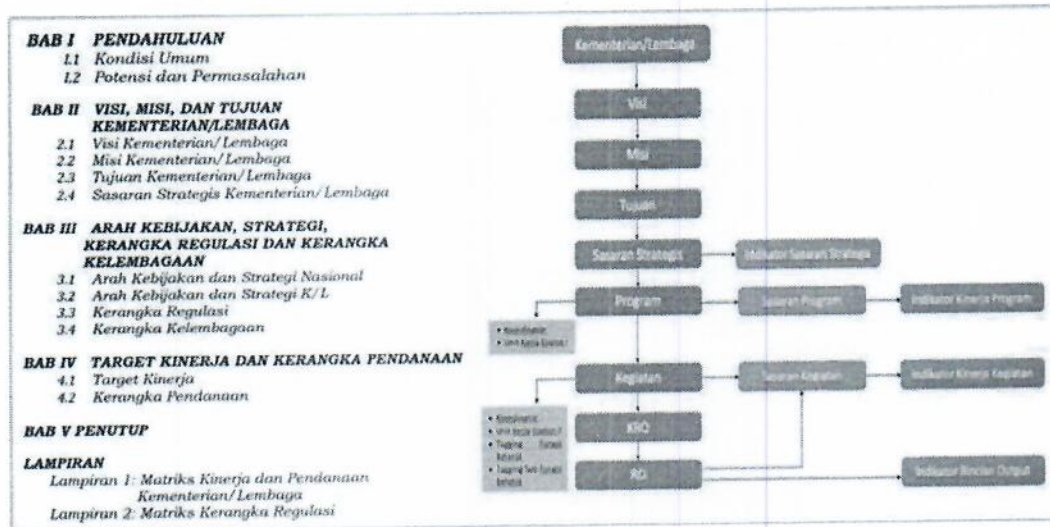 BAB I PENDAHULUAN
1.1 Kondisi Umum
1.2 Potensi dan Permasalahan
BAB II VISI, MISI, DAN TUJUAN
KEMENTERIAN/LEMBAGA
2.1 Visi Kementerian/Lembaga
2.2 Misi Kementerian/Lembaga
2.3 Tujuan Kementerian/Lembaga
2.4 Sasaran Strategis Kementerian/Lembaga
BAB III ARAH KEBIJAKAN, STRATEGI,
KERANGKA REGULASI DAN KERANGKA
KELEMBAGAAN
3.1 Arah Kebijakan dan Strategi Nasional
3.2 Arah Kebijakan dan Strategi K/L
3.3 Kerangka Regulasi
3.4 Kerangka Kelembagaan
BAB IV TARGET KINERJA DAN KERANGKA PENDANAAN
4.1 Target Kinerja
4.2 Kerangka Pendanaan
BAB V PENUTUP
LAMPIRAN
Lampiran 1: Matriks Kinerja dan Pendanaan
Kementerian/Lembaga
Lampiran 2: Matriks Kerangka Regulasi
Kementerian/Lembaga
Visi
Misi
Tujuan
Sasaran Strategis
Indikator Sasaran Strategis
Program
Sasaran Program
Indikator Kinerja Program
Kegiatan
Sasaran Kegiatan
Indikator Kinerja Kegiatan
KRO
RO
Indikator Rincian Output